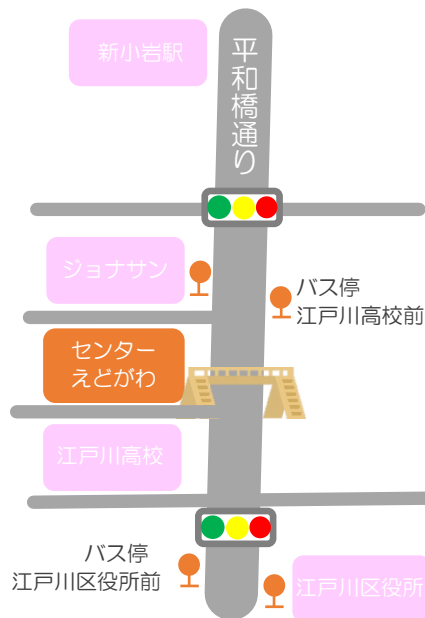 新小岩駅
平和橋通り
ジョナサン
バス停
江戸川高校前
センター
えどがわ
江戸川高校
バス停
江戸川区役所前
江戸川区役所